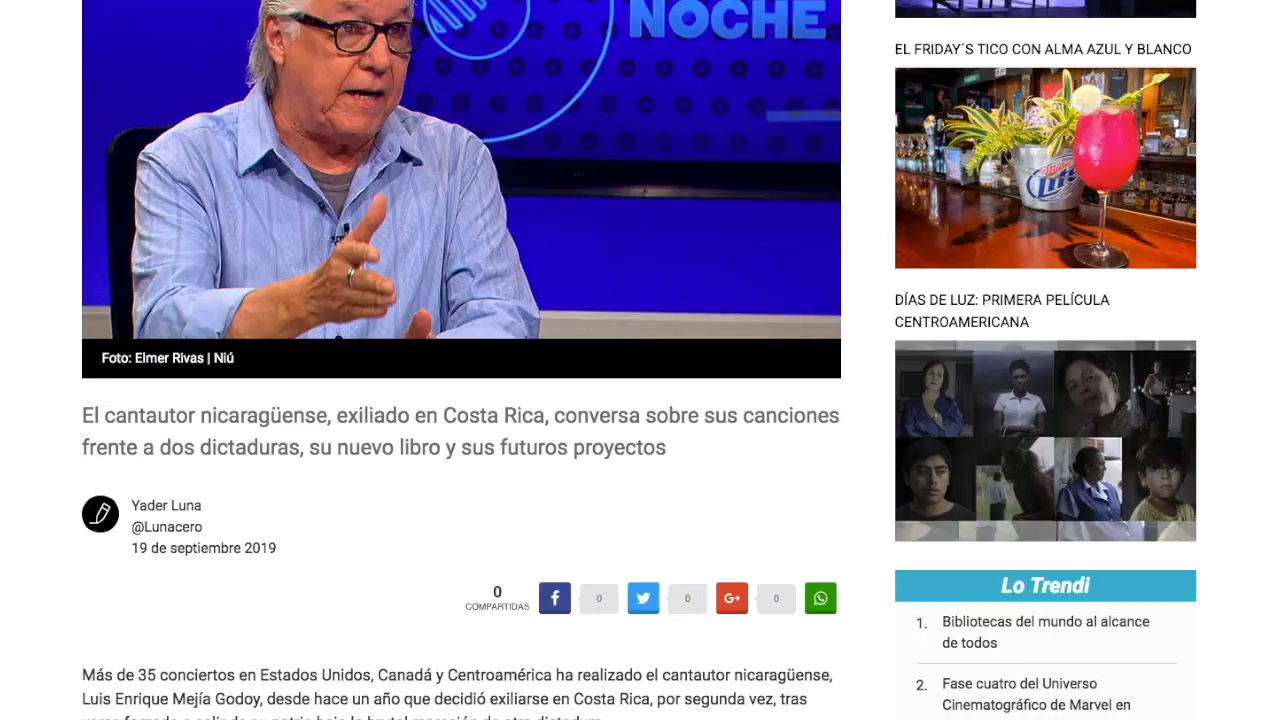 NOCHE
Foto: Elmer Rivas | Niú
El cantautor nicaragüense, exiliado en Costa Rica, conversa sobre sus canciones
frente a dos dictaduras, su nuevo libro y sus futuros proyectos
Yader Luna
@Lunacero
19 de septiembre 2019
0
COMPARTIDAS
0
0
G+
0
Más de 35 conciertos en Estados Unidos, Canadá y Centroamérica ha realizado el cantautor nicaragüense,
Luis Enrique Mejía Godoy, desde hace un año que decidió exiliarse en Costa Rica, por segunda vez, tras
EL FRIDAY´S TICO CON ALMA AZUL Y BLANCO
Miller
Lite
DÍAS DE LUZ: PRIMERA PELÍCULA
CENTROAMERICANA
Lo Trendi
1. Bibliotecas del mundo al alcance
de todos
2. Fase cuatro del Universo
Cinematográfico de Marvel en